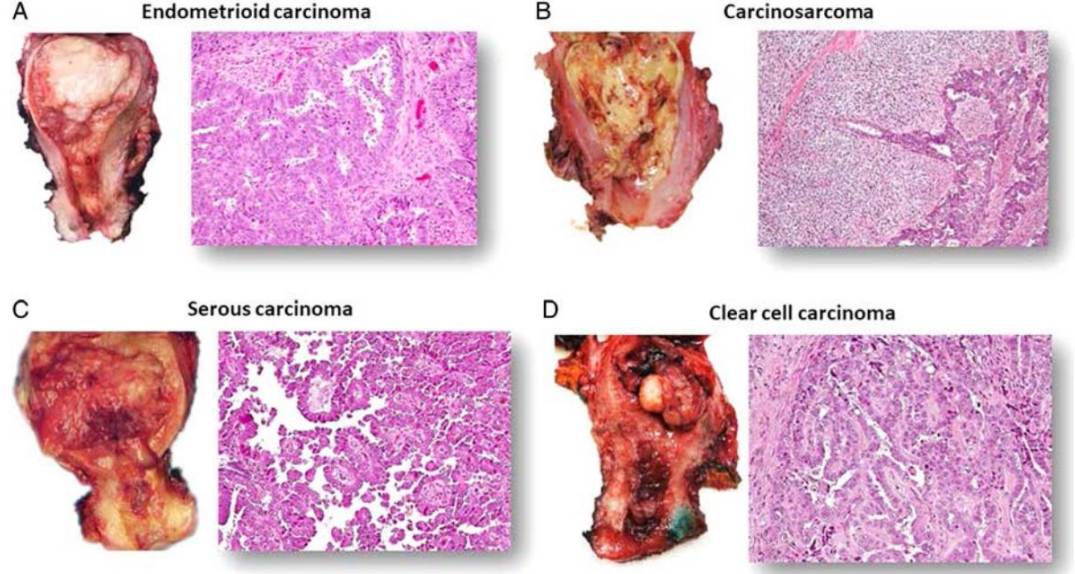 A
Endometrioid carcinoma
B
Carcinosarcoma
C
Serous carcinoma
D
Clear cell carcinoma